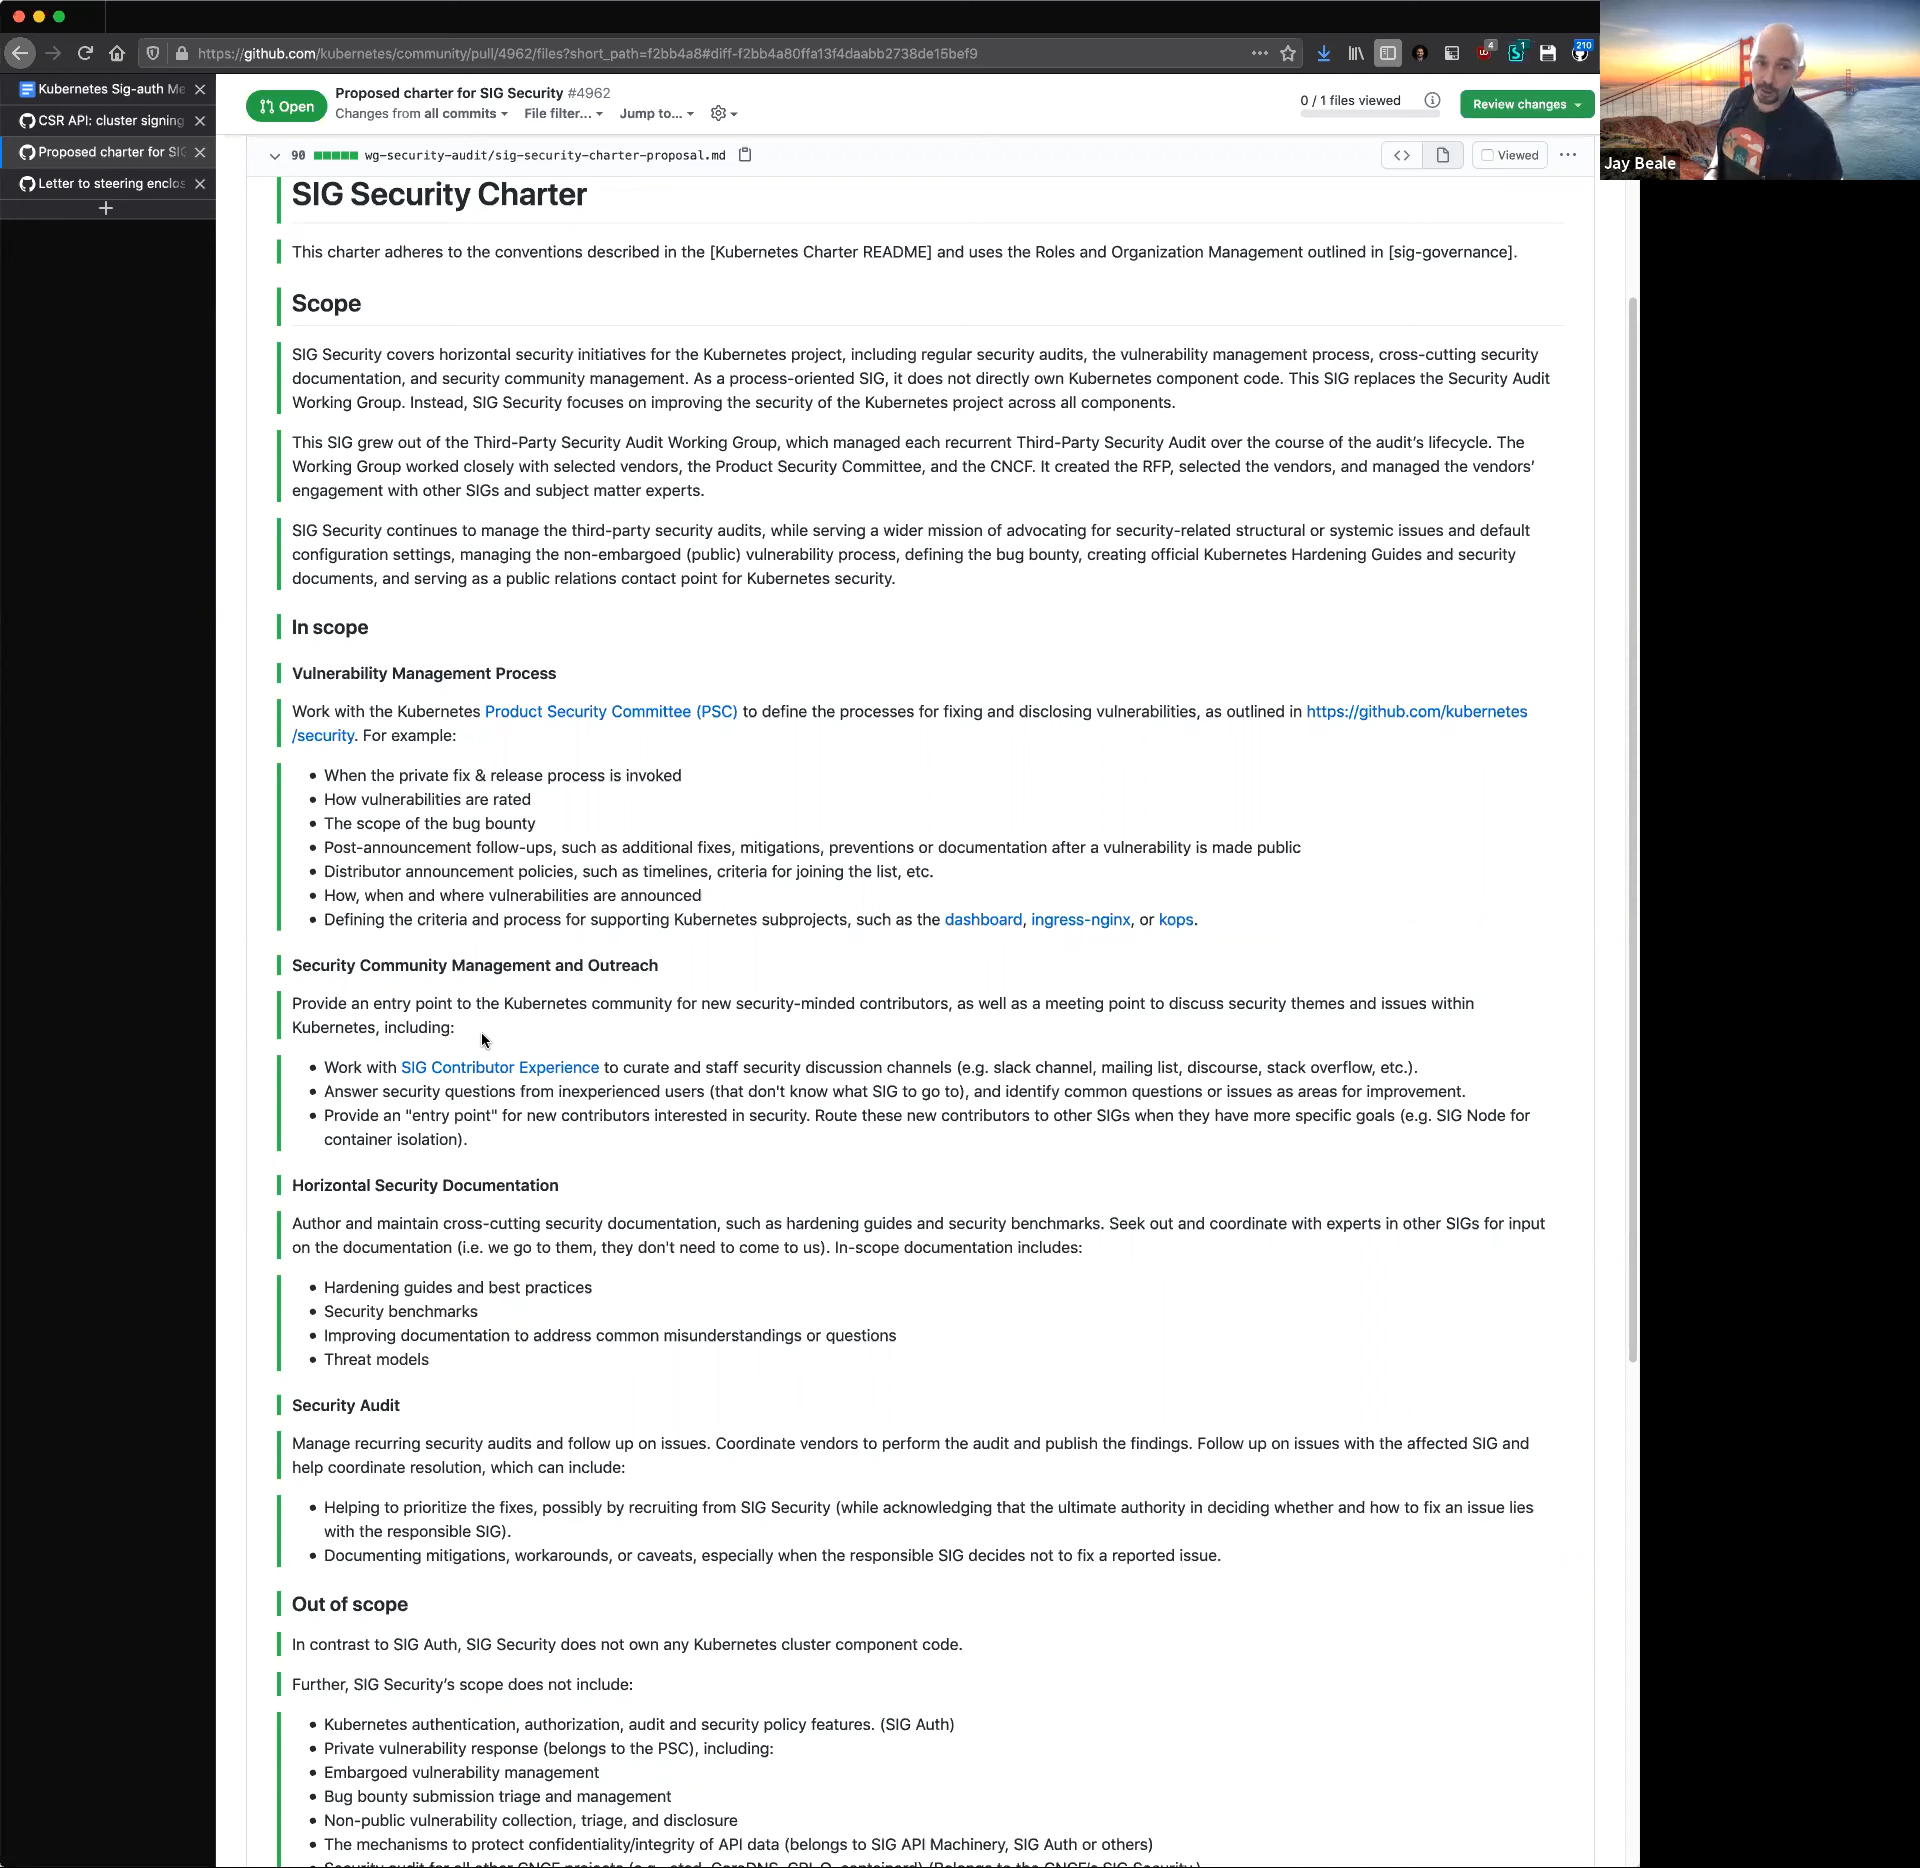 https://github.com/kubernetes/community/pull/4962/files?short_path=f2bb4a8#diff-f2bb4a80ffa13f4daabb2738de15bef9
4
1
210
Kubernetes Sig-auth Me
CSR API: cluster signing
Proposed charter for SIG
Letter to steering enclos
Open
Proposed charter for SIG Security #4962
Changes from all commits
File filter...
Jump to...
0 / 1 files viewed
Review changes
Jay Beale
90
wg-security-audit/sig-security-charter-proposal.md
Viewed
SIG Security Charter
This charter adheres to the conventions described in the [Kubernetes Charter README] and uses the Roles and Organization Management outlined in [sig-governance].
Scope
SIG Security covers horizontal security initiatives for the Kubernetes project, including regular security audits, the vulnerability management process, cross-cutting security
documentation, and security community management. As a process-oriented SIG, it does not directly own Kubernetes component code. This SIG replaces the Security Audit
Working Group. Instead, SIG Security focuses on improving the security of the Kubernetes project across all components.
This SIG grew out of the Third-Party Security Audit Working Group, which managed each recurrent Third-Party Security Audit over the course of the audit's lifecycle. The
Working Group worked closely with selected vendors, the Product Security Committee, and the CNCF. It created the RFP, selected the vendors, and managed the vendors'
engagement with other SIGs and subject matter experts.
SIG Security continues to manage the third-party security audits, while serving a wider mission of advocating for security-related structural or systemic issues and default
configuration settings, managing the non-embargoed (public) vulnerability process, defining the bug bounty, creating official Kubernetes Hardening Guides and security
documents, and serving as a public relations contact point for Kubernetes security.
In scope
Vulnerability Management Process
Work with the Kubernetes Product Security Committee (PSC) to define the processes for fixing and disclosing vulnerabilities, as outlined in https://github.com/kubernetes
/security. For example:
• When the private fix & release process is invoked
• How vulnerabilities are rated
• The scope of the bug bounty
• Post-announcement follow-ups, such as additional fixes, mitigations, preventions or documentation after a vulnerability is made public
• Distributor announcement policies, such as timelines, criteria for joining the list, etc.
• How, when and where vulnerabilities are announced
• Defining the criteria and process for supporting Kubernetes subprojects, such as the dashboard, ingress-nginx, or kops.
Security Community Management and Outreach
Provide an entry point to the Kubernetes community for new security-minded contributors, as well as a meeting point to discuss security themes and issues within
Kubernetes, including:
• Work with SIG Contributor Experience to curate and staff security discussion channels (e.g. slack channel, mailing list, discourse, stack overflow, etc.).
• Answer security questions from inexperienced users (that don't know what SIG to go to), and identify common questions or issues as areas for improvement.
• Provide an "entry point" for new contributors interested in security. Route these new contributors to other SIGs when they have more specific goals (e.g. SIG Node for
container isolation).
Horizontal Security Documentation
Author and maintain cross-cutting security documentation, such as hardening guides and security benchmarks. Seek out and coordinate with experts in other SIGs for input
on the documentation (i.e. we go to them, they don't need to come to us). In-scope documentation includes:
• Hardening guides and best practices
• Security benchmarks
• Improving documentation to address common misunderstandings or questions
• Threat models
Security Audit
Manage recurring security audits and follow up on issues. Coordinate vendors to perform the audit and publish the findings. Follow up on issues with the affected SIG and
help coordinate resolution, which can include:
• Helping to prioritize the fixes, possibly by recruiting from SIG Security (while acknowledging that the ultimate authority in deciding whether and how to fix an issue lies
with the responsible SIG).
• Documenting mitigations, workarounds, or caveats, especially when the responsible SIG decides not to fix a reported issue.
Out of scope
In contrast to SIG Auth, SIG Security does not own any Kubernetes cluster component code.
Further, SIG Security's scope does not include:
• Kubernetes authentication, authorization, audit and security policy features. (SIG Auth)
• Private vulnerability response (belongs to the PSC), including:
• Embargoed vulnerability management
• Bug bounty submission triage and management
• Non-public vulnerability collection, triage, and disclosure
• The mechanisms to protect confidentiality/integrity of API data (belongs to SIG API Machinery, SIG Auth or others)
• Security audit for all other CNCF projects (e.g., etcd, CoreDNS, CRI-O, containerd) (Belongs to the CNCF's SIG Security.)